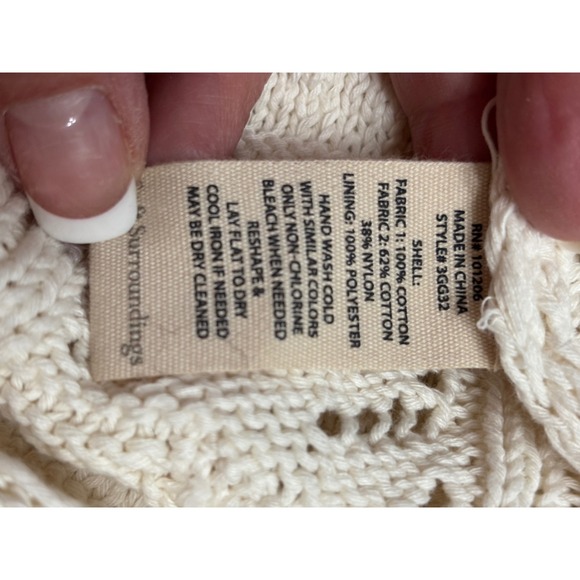 RN# 101206
MADE IN CHINA
STYLE# 3GG32
SHELL:
FABRIC 1: 100% COTTON
FABRIC 2: 62% COTTON
38% NYLON
LINING: 100% POLYESTER
HAND WASH COLD
WITH SIMILAR COLORS
ONLY NON-CHLORINE
BLEACH WHEN NEEDED
RESHAPE &
LAY FLAT TO DRY
COOL IRON IF NEEDED
MAY BE DRY CLEANED
& Surroundings